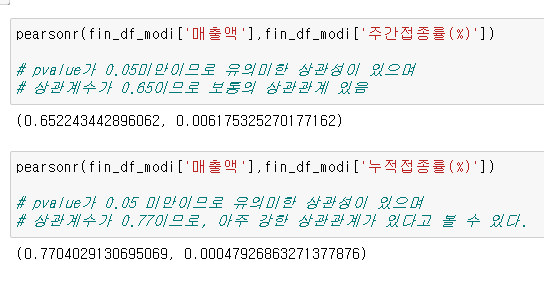 pearsonr(fin_df_modi['매출액'],fin_df_modi['주간접종률(%)'])
# pvalue가 0.05미만이므로 유의미한 상관성이 있으며
# 상관계수가 0.65이므로 보통의 상관관계 있음
(0.652243442896062, 0.006175325270177162)
pearsonr(fin_df_modi['매출액'],fin_df_modi['누적접종률(%)'])
# pvalue가 0.05 미만이므로 유의미한 상관성이 있으며
# 상관계수가 0.77이므로, 아주 강한 상관관계가 있다고 볼 수 있다.
(0.7704029130695069, 0.00047926863271377876)